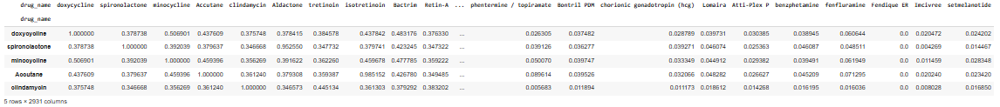 drug_name doxycycline spironolactone minocycline Accutane clindamycin Aldactone tretinoin isotretinoin Bactrim Retin-A ... phentermine / topiramate Bontril PDM chorionic gonadotropin (hcg) Lomaira Atti-Plex P benzphetamine fenfluramine Fendique ER Imcivree setmelanotide
drug_name
doxycycline 1.000000 0.378738 0.506901 0.437609 0.375748 0.378415 0.384578 0.437842 0.483176 0.376330 ... 0.026305 0.037482 0.028789 0.039731 0.030385 0.038945 0.060644 0.0 0.020472 0.024202
spironolactone 0.378738 1.000000 0.392039 0.379637 0.346668 0.952550 0.347732 0.379741 0.423245 0.347322 ... 0.039126 0.036277 0.039271 0.046074 0.025363 0.046087 0.048511 0.0 0.004269 0.014467
minocycline 0.506901 0.392039 1.000000 0.459396 0.356269 0.391622 0.362260 0.459678 0.477785 0.359222 ... 0.050070 0.039747 0.033349 0.044912 0.029382 0.039491 0.061949 0.0 0.011459 0.028348
Accutane 0.437609 0.379637 0.459396 1.000000 0.361240 0.379308 0.359387 0.985152 0.426780 0.349485 ... 0.089614 0.039526 0.032066 0.048282 0.026627 0.045209 0.071295 0.0 0.020240 0.023420
clindamycin 0.375748 0.346668 0.356269 0.361240 1.000000 0.346573 0.445134 0.361303 0.379292 0.383202 ... 0.005683 0.011894 0.011173 0.018612 0.014268 0.016195 0.016036 0.0 0.008028 0.016850
5 rows × 2931 columns